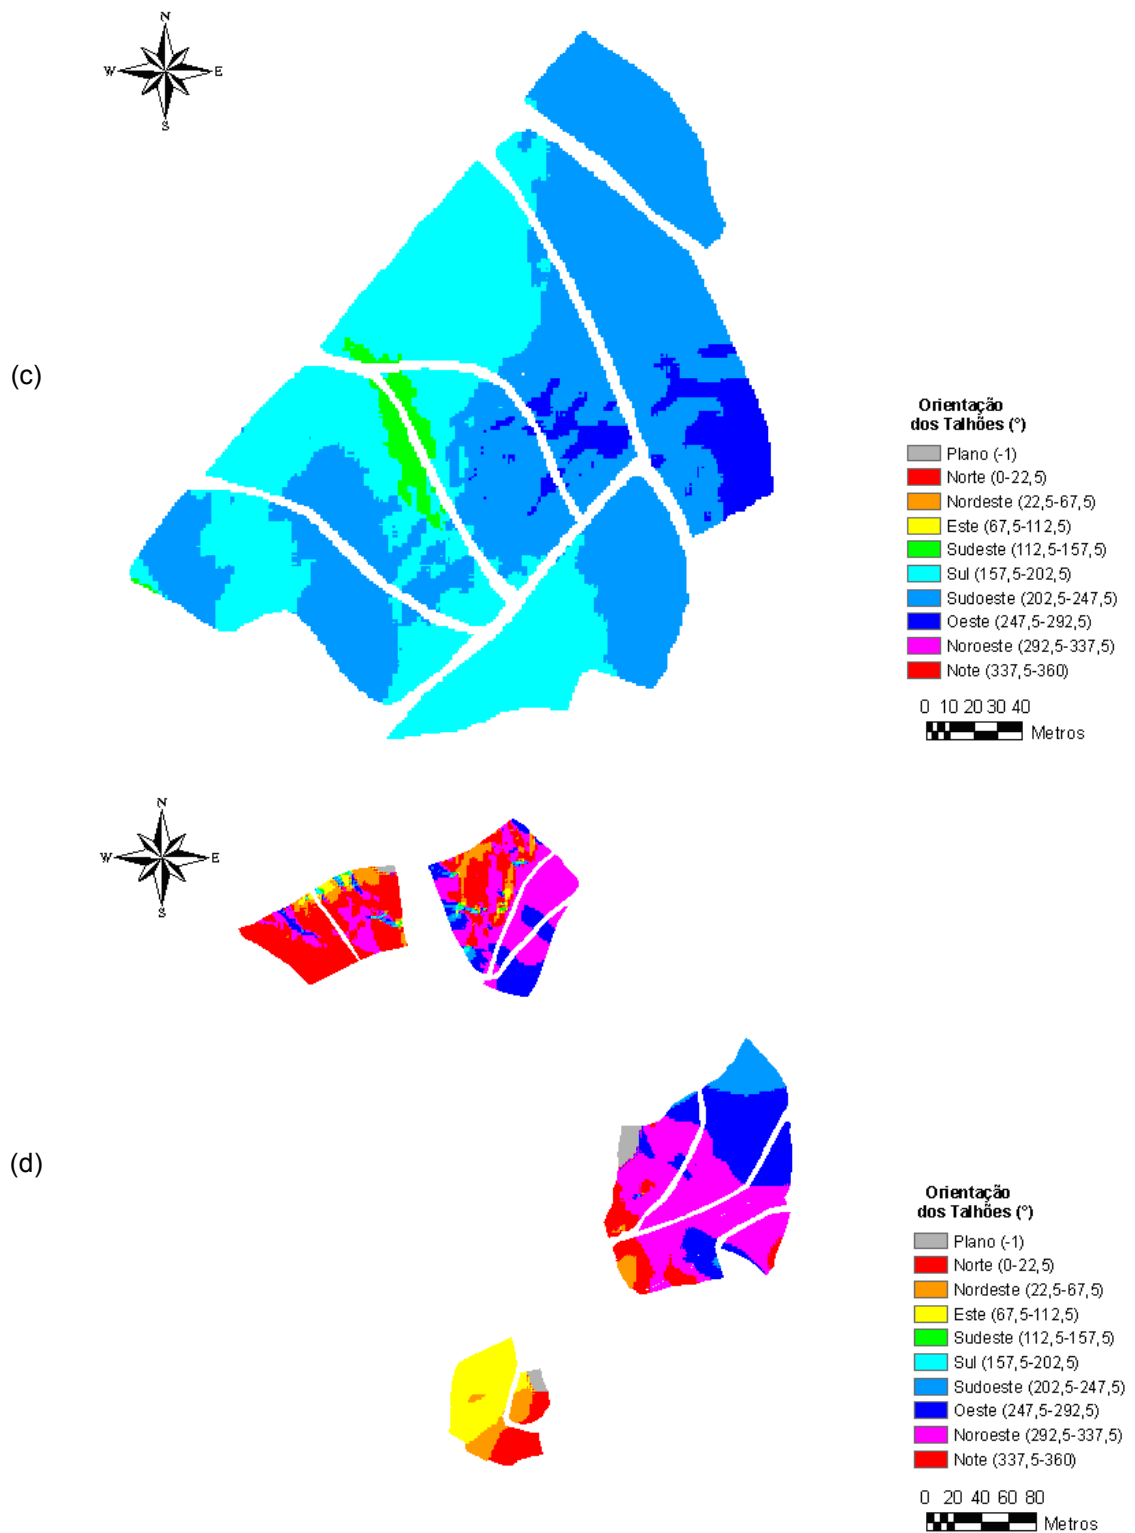 N
W E
S
(c)
Orientação
dos Talhões (°)
Plano (-1)
Norte (0-22,5)
Nordeste (22,5-67,5)
Este (67,5-112,5)
Sudeste (112,5-157,5)
Sul (157,5-202,5)
Sudoeste (202,5-247,5)
Oeste (247,5-292,5)
Noroeste (292,5-337,5)
Note (337,5-360)
0 10 20 30 40
Metros
N
W E
S
(d)
Orientação
dos Talhões (°)
Plano (-1)
Norte (0-22,5)
Nordeste (22,5-67,5)
Este (67,5-112,5)
Sudeste (112,5-157,5)
Sul (157,5-202,5)
Sudoeste (202,5-247,5)
Oeste (247,5-292,5)
Noroeste (292,5-337,5)
Note (337,5-360)
0 20 40 60 80
Metros